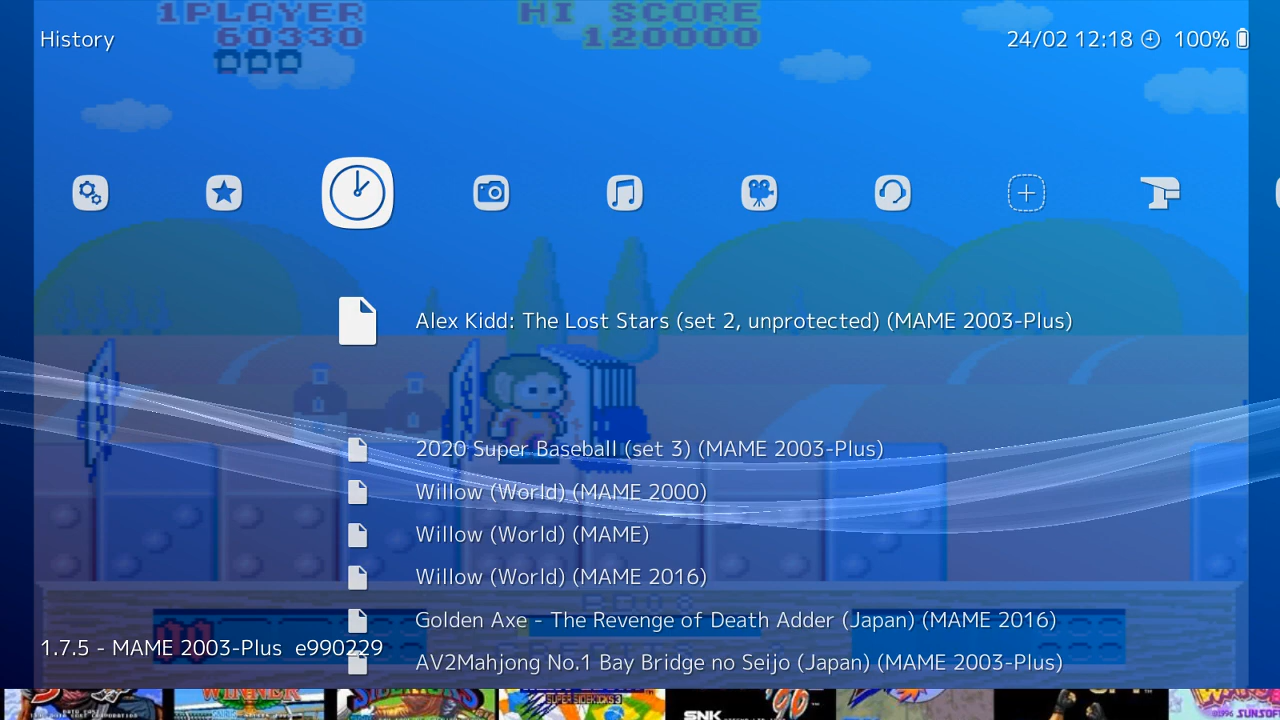 1PLAYER HI SCORE
60330 120000
History 24/02 12:18 100%
Alex Kidd: The Lost Stars (set 2, unprotected) (MAME 2003-Plus)
2020 Super Baseball (set 3) (MAME 2003-Plus)
Willow (World) (MAME 2000)
Willow (World) (MAME)
Willow (World) (MAME 2016)
Golden Axe - The Revenge of Death Adder (Japan) (MAME 2016)
1.7.5 - MAME 2003-Plus e990229
AV2Mahjong No.1 Bay Bridge no Seijo (Japan) (MAME 2003-Plus)
WINNER
SUPER SIDEKICKS3
SNK